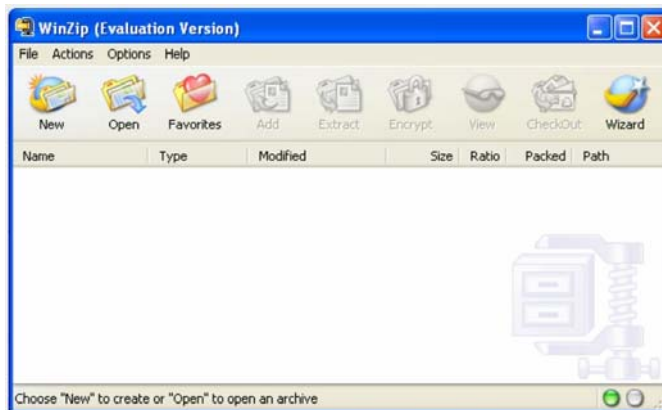 WinZip (Evaluation Version)
File Actions Options Help
New Open Favorites Add Extract Encrypt View CheckOut Wizard
Name Type Modified Size Ratio Packed Path
Choose "New" to create or "Open" to open an archive